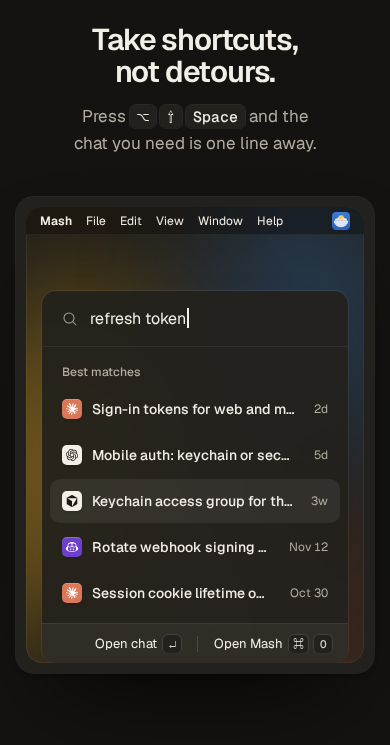 Take shortcuts,
not detours.
Press ⌥ ⇧ Space and the
chat you need is one line away.
Mash File Edit View Window Help
refresh token
Best matches
Sign-in tokens for web and m... 2d
Mobile auth: keychain or sec... 5d
Keychain access group for th... 3w
Rotate webhook signing ... Nov 12
Session cookie lifetime o... Oct 30
Open chat ↵ Open Mash ⌘ 0